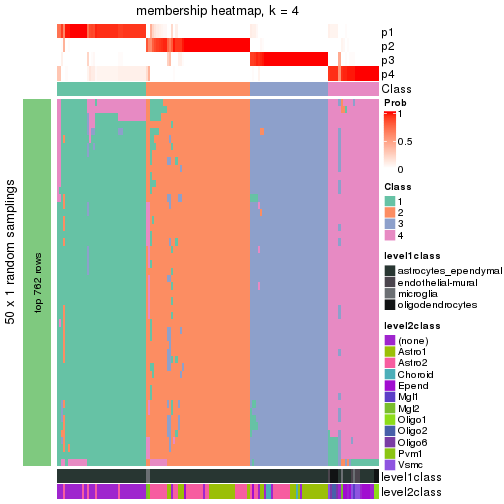 membership heatmap, k = 4
p1
p2
p3
p4
Class
50 x 1 random samplings
top 762 rows
Prob
1
0.5
0
Class
1
2
3
4
level1class
astrocytes_ependymal
endothelial-mural
microglia
oligodendrocytes
level2class
(none)
Astro1
Astro2
Choroid
Epend
Mgl1
Mgl2
Oligo1
Oligo2
Oligo6
Pvm1
Vsmc
level1class
level2class